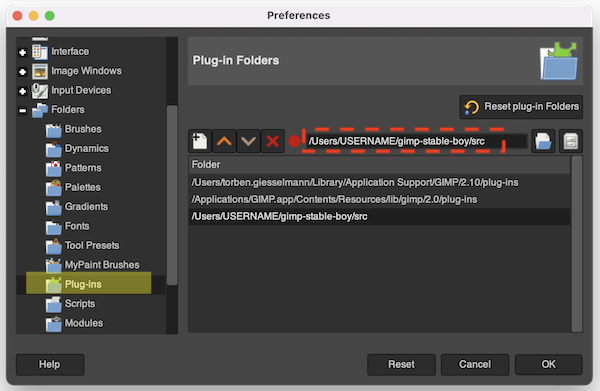 Preferences
Interface
Image Windows
Input Devices
Folders
Brushes
Dynamics
Patterns
Palettes
Gradients
Fonts
Tool Presets
MyPaint Brushes
Plug-ins
Scripts
Modules
Plug-in Folders
Reset plug-in Folders
/Users/USERNAME/gimp-stable-boy/src
Folder
/Users/torben.giesselmann/Library/Application Support/GIMP/2.10/plug-ins
/Applications/GIMP.app/Contents/Resources/lib/gimp/2.0/plug-ins
/Users/USERNAME/gimp-stable-boy/src
Help
Reset
Cancel
OK